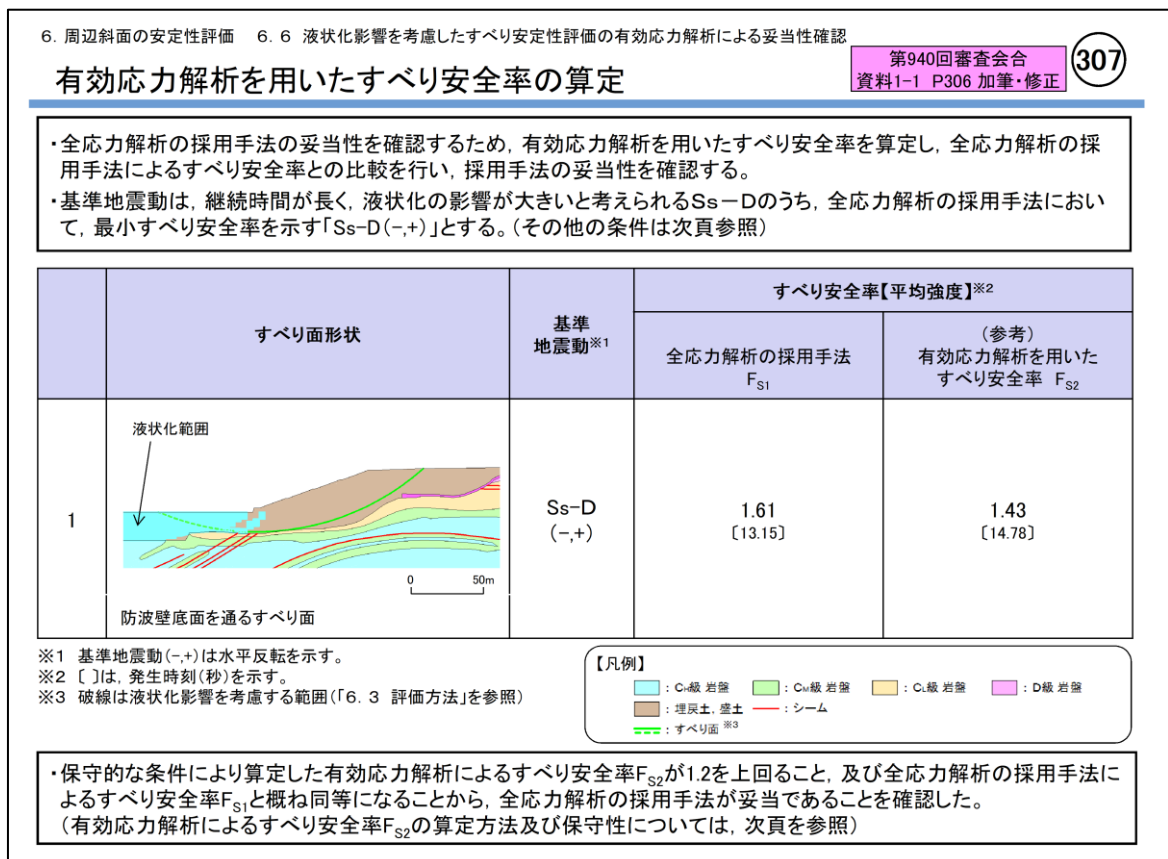 6. 周辺斜面の安定性評価　6. 6 液状化影響を考慮したすべり安定性評価の有効応力解析による妥当性確認
有効応力解析を用いたすべり安全率の算定
第940回審査会合
資料1-1 P306 加筆・修正
307
・全応力解析の採用手法の妥当性を確認するため，有効応力解析を用いたすべり安全率を算定し，全応力解析の採
用手法によるすべり安全率との比較を行い，採用手法の妥当性を確認する。
・基準地震動は，継続時間が長く，液状化の影響が大きいと考えられるSs－Dのうち，全応力解析の採用手法におい
て，最小すべり安全率を示す「Ss-D(-,+)」とする。（その他の条件は次頁参照）
すべり面形状
基準
地震動※1
すべり安全率【平均強度】※2
全応力解析の採用手法
FS1
（参考）
有効応力解析を用いた
すべり安全率 FS2
1
液状化範囲
0 50m
防波壁底面を通るすべり面
Ss-D
(-,+)
1.61
〔13.15〕
1.43
〔14.78〕
※1 基準地震動(-,+)は水平反転を示す。
※2 〔 〕は，発生時刻(秒)を示す。
※3 破線は液状化影響を考慮する範囲(「6. 3 評価方法」を参照)
【凡例】
：CH級 岩盤 ：CM級 岩盤 ：CL級 岩盤 ：D級 岩盤
：埋戻土，盛土 ：シーム
：すべり面 ※3
・保守的な条件により算定した有効応力解析によるすべり安全率FS2が1.2を上回ること，及び全応力解析の採用手法に
よるすべり安全率FS1と概ね同等になることから，全応力解析の採用手法が妥当であることを確認した。
（有効応力解析によるすべり安全率FS2の算定方法及び保守性については，次頁を参照）